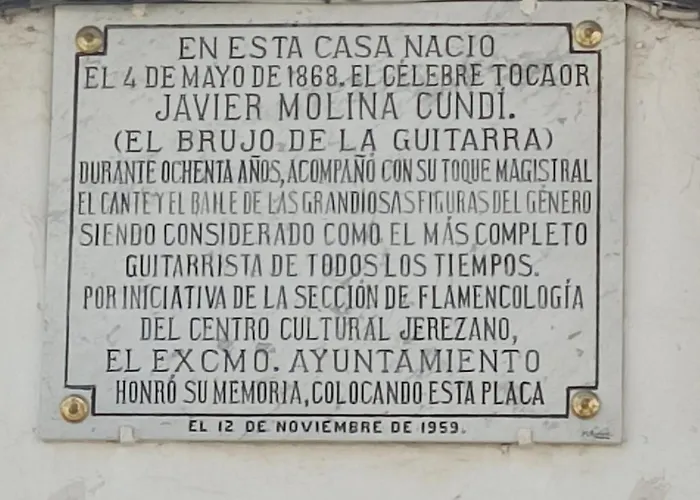 EN ESTA CASA NACIO
EL 4 DE MAYO DE 1868. EL CÉLEBRE TOCAOR
JAVIER MOLINA CUNDÍ.
(EL BRUJO DE LA GUITARRA)
DURANTE OCHENTA AÑOS, ACOMPAÑÓ CON SU TOQUE MAGISTRAL
EL CANTE Y EL BAILE DE LAS GRANDIOSAS FIGURAS DEL GÉNERO
SIENDO CONSIDERADO COMO EL MÁS COMPLETO
GUITARRISTA DE TODOS LOS TIEMPOS.
POR INICIATIVA DE LA SECCIÓN DE FLAMENCOLOGÍA
DEL CENTRO CULTURAL JEREZANO,
EL EXCMO. AYUNTAMIENTO
HONRÓ SU MEMORIA, COLOCANDO ESTA PLACA
EL 12 DE NOVIEMBRE DE 1959.